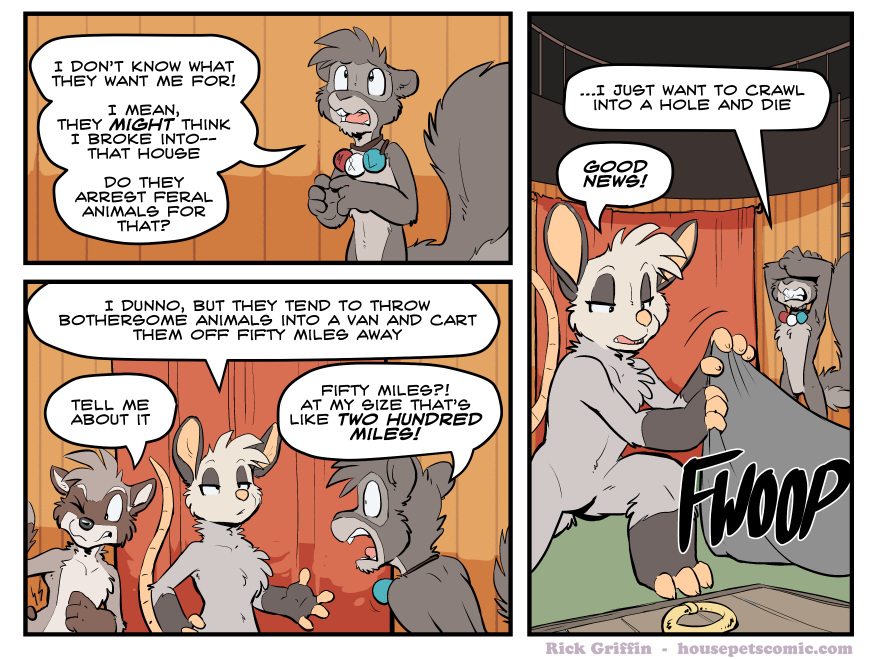 I DON'T KNOW WHAT
THEY WANT ME FOR!
I MEAN,
THEY MIGHT THINK
I BROKE INTO--
THAT HOUSE
DO THEY
ARREST FERAL
ANIMALS FOR
THAT?
I DUNNO, BUT THEY TEND TO THROW
BOTHERSOME ANIMALS INTO A VAN AND CART
THEM OFF FIFTY MILES AWAY
TELL ME
ABOUT IT
FIFTY MILES?!
AT MY SIZE THAT'S
LIKE TWO HUNDRED
MILES!
...I JUST WANT TO CRAWL
INTO A HOLE AND DIE
GOOD
NEWS!
FWOOP
Rick Griffin - housepetscomic.com